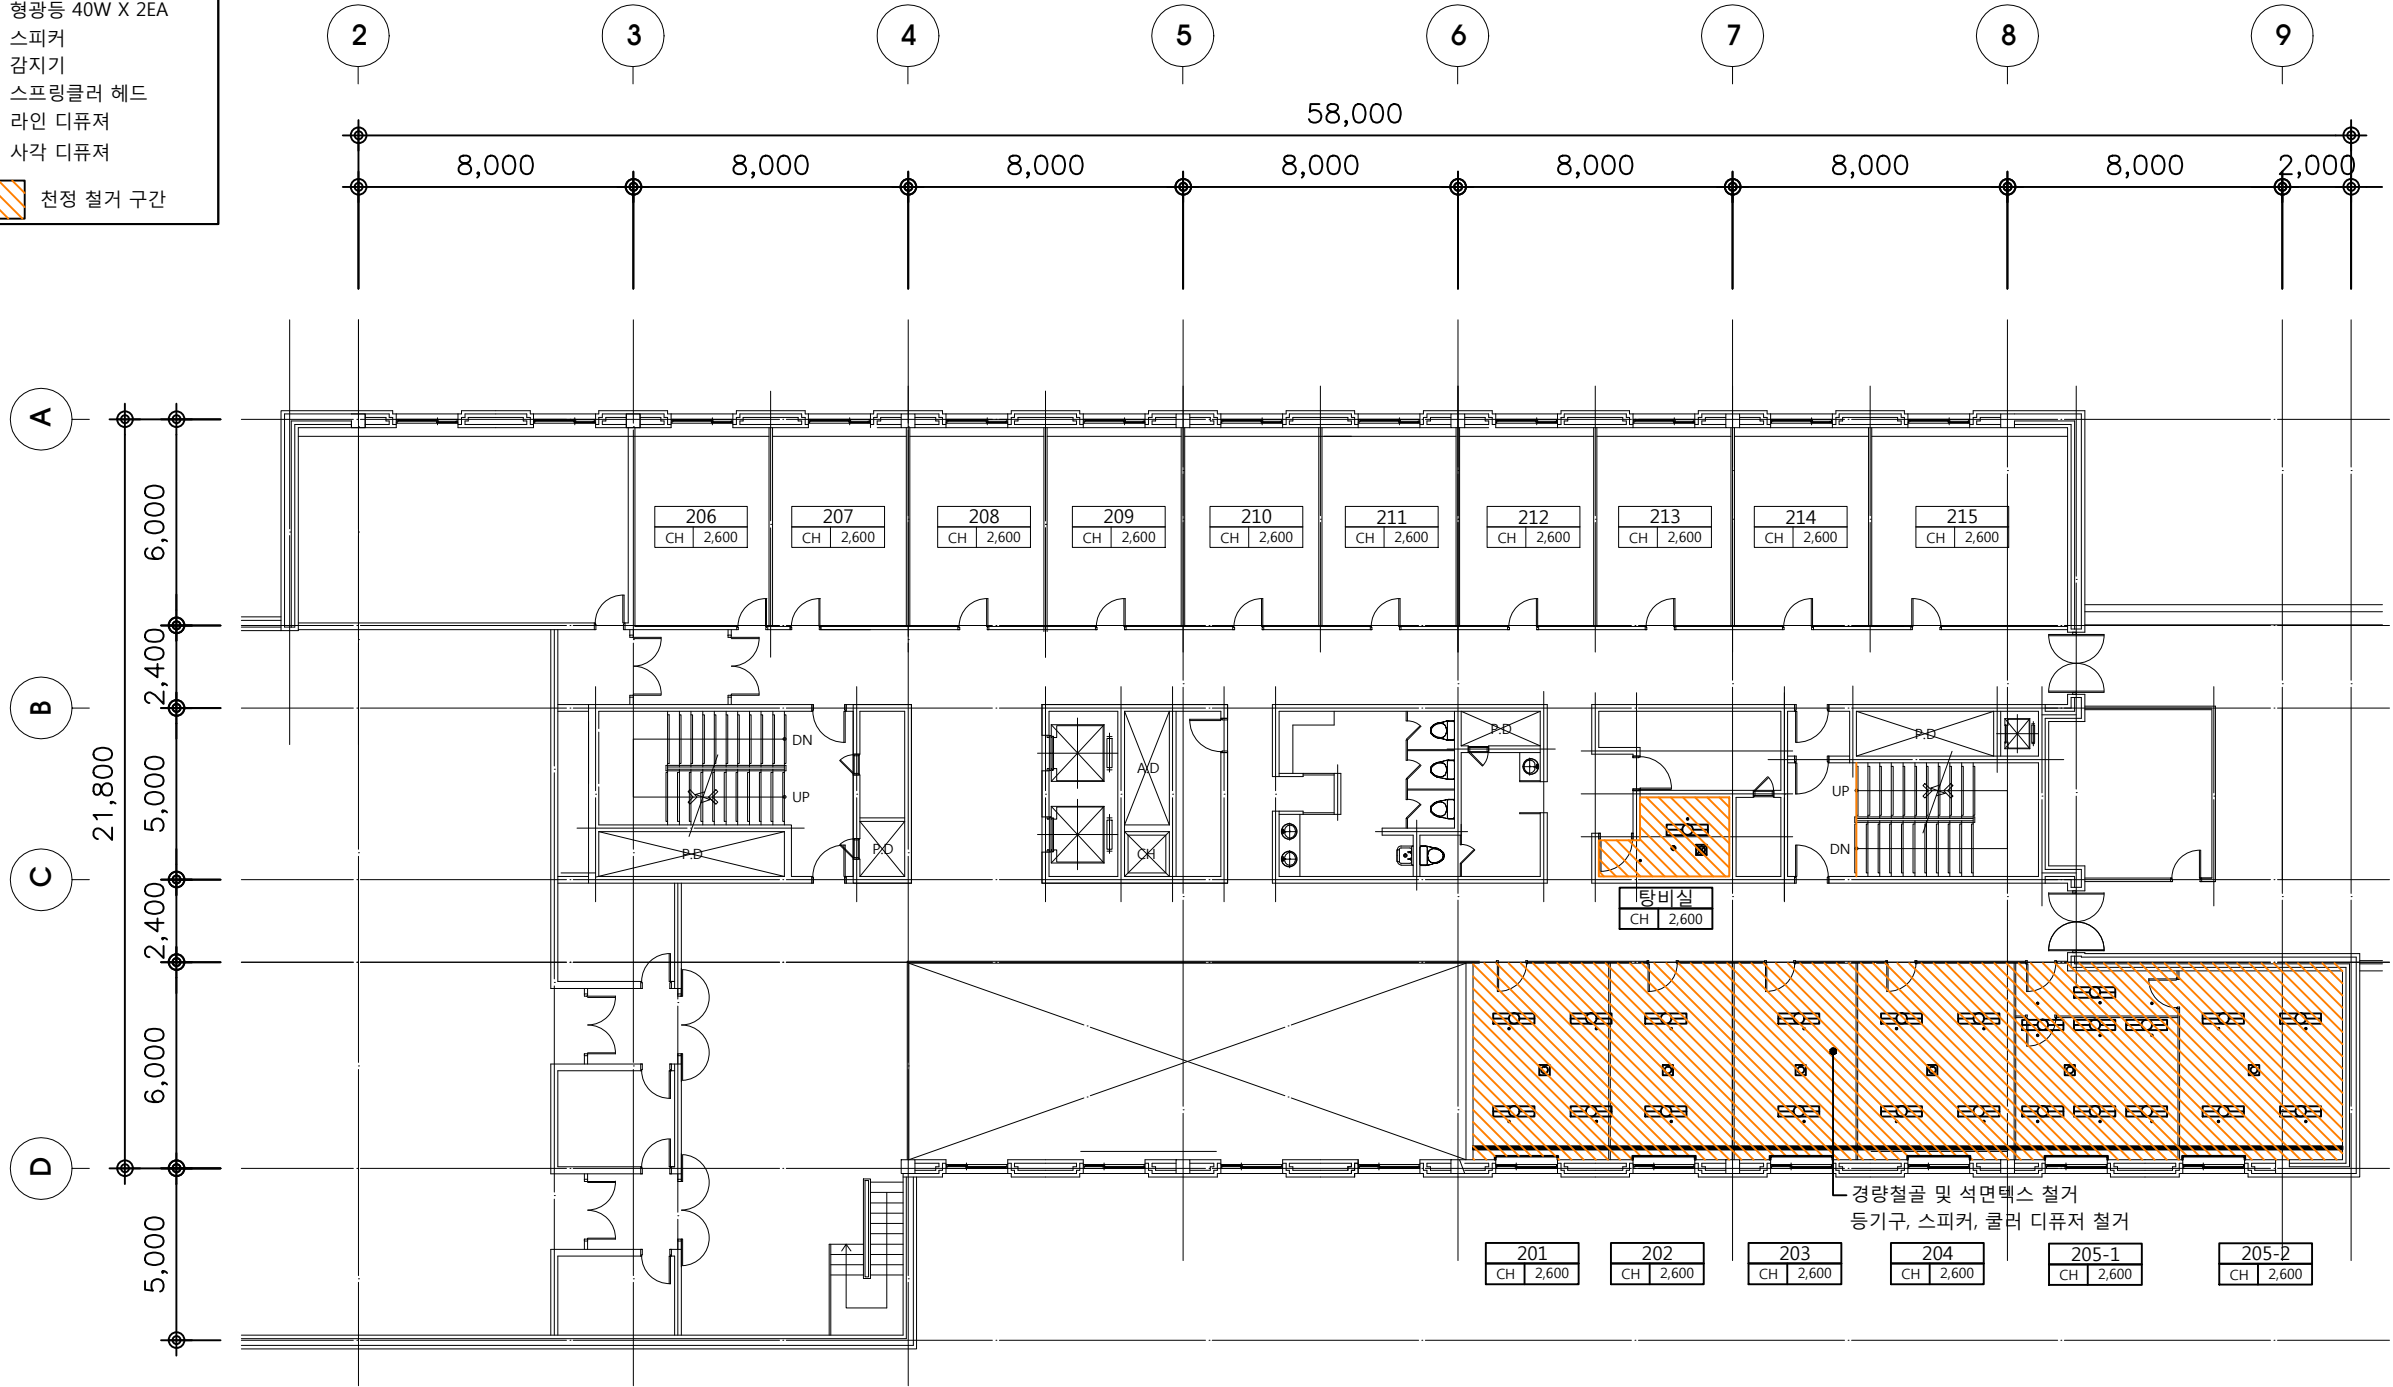 형광등 40W X 2EA
스피커
감지기
스프링클러 헤드
라인 디퓨져
사각 디퓨져
천정 철거 구간
2 3 4 5 6 7 8 9
58,000
8,000 8,000 8,000 8,000 8,000 8,000 8,000 2,000
A
B
C
D
21,800
6,000
2,400
5,000
2,400
6,000
5,000
206 207 208 209 210 211 212 213 214 215
CH 2,600 CH 2,600 CH 2,600 CH 2,600 CH 2,600 CH 2,600 CH 2,600 CH 2,600 CH 2,600 CH 2,600
P.D P.D
DN
A.D
UP UP
DN
P.D P.D CH
탕비실
CH 2,600
경량철골 및 석면텍스 철거
등기구, 스피커, 쿨러 디퓨저 철거
201 202 203 204 205-1 205-2
CH 2,600 CH 2,600 CH 2,600 CH 2,600 CH 2,600 CH 2,600